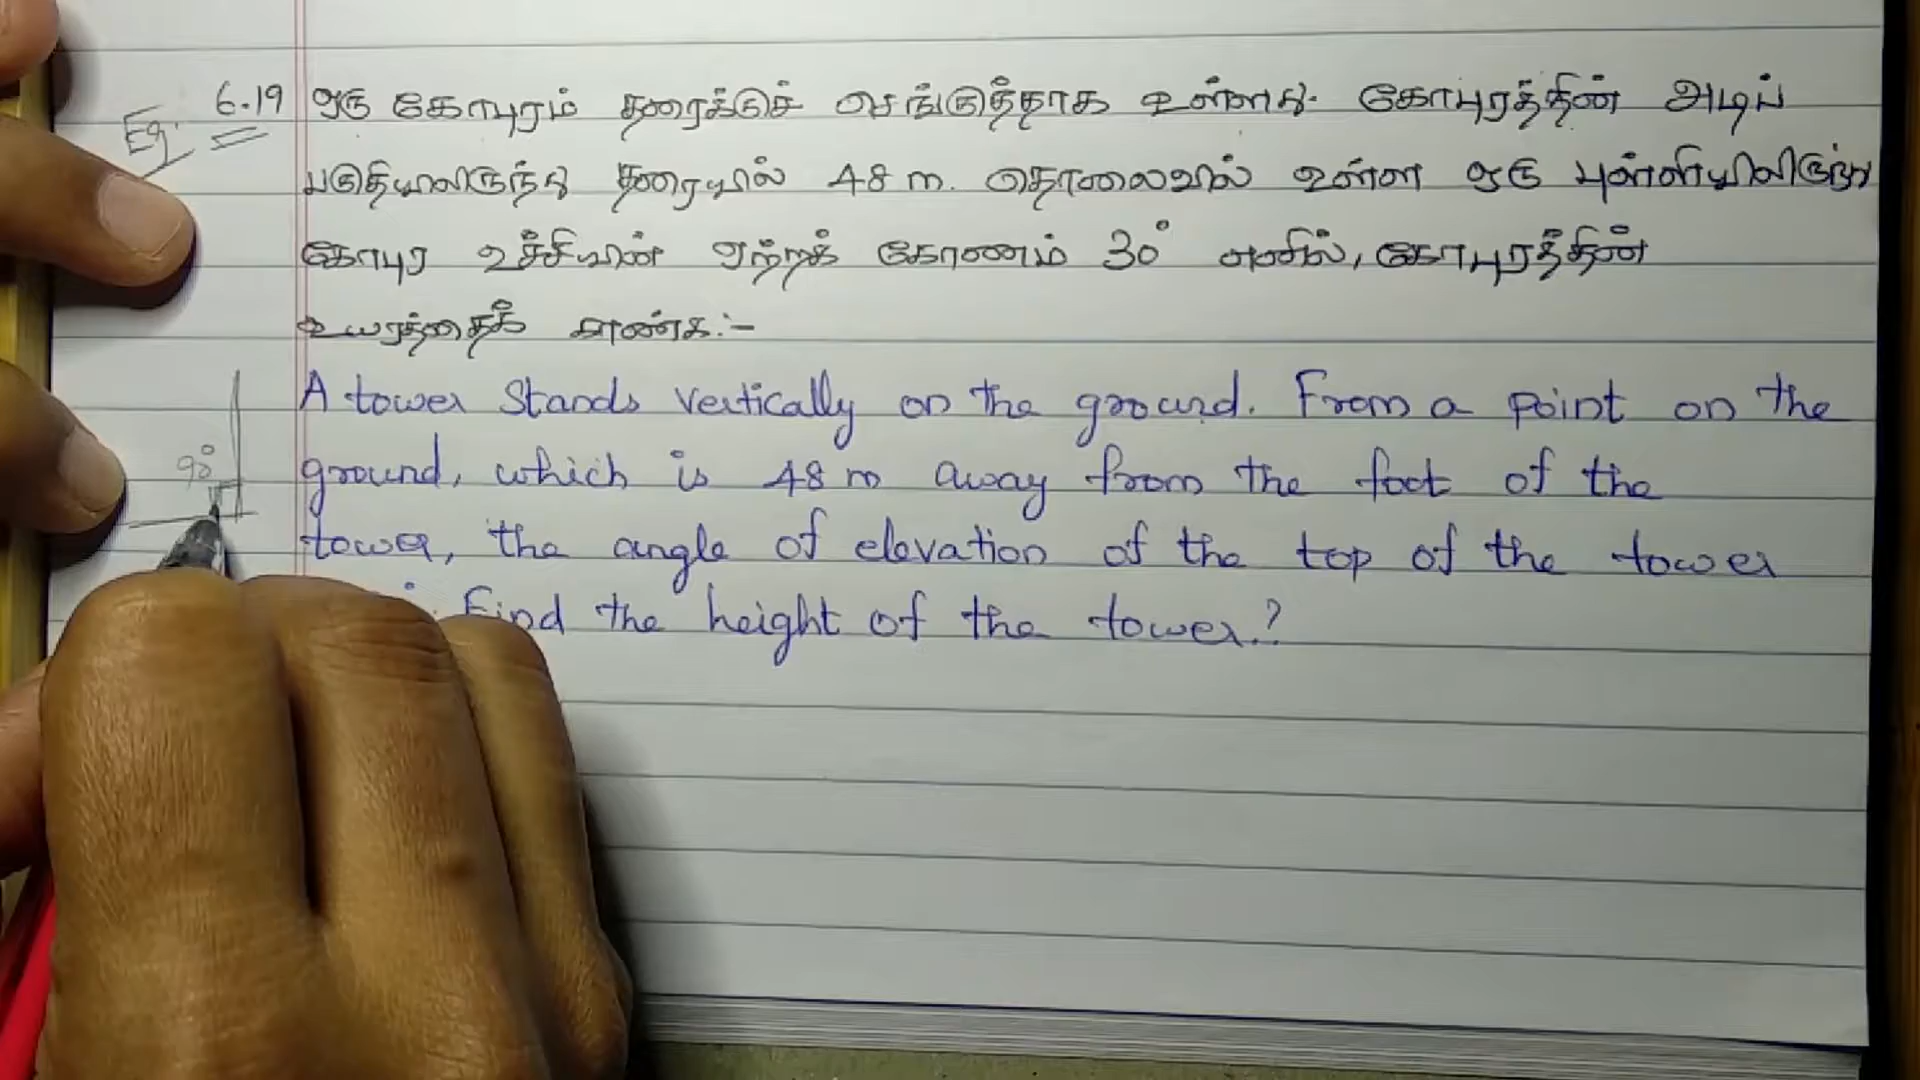 Eg. 6.19 ஒரு கோபுரம் தரைக்குச் செங்குத்தாக உள்ளது. கோபுரத்தின் அடிப்
பகுதியிலிருந்து தரையில் 48 m. தொலைவில் உள்ள ஒரு புள்ளியிலிருந்து
கோபுர உச்சியின் ஏற்றக் கோணம் 30° எனில், கோபுரத்தின்
உயரத்தைக் காண்க:-
A tower stands vertically on the ground. From a point on the
ground, which is 48 m away from the foot of the
tower, the angle of elevation of the top of the tower
Find the height of the tower?
90°